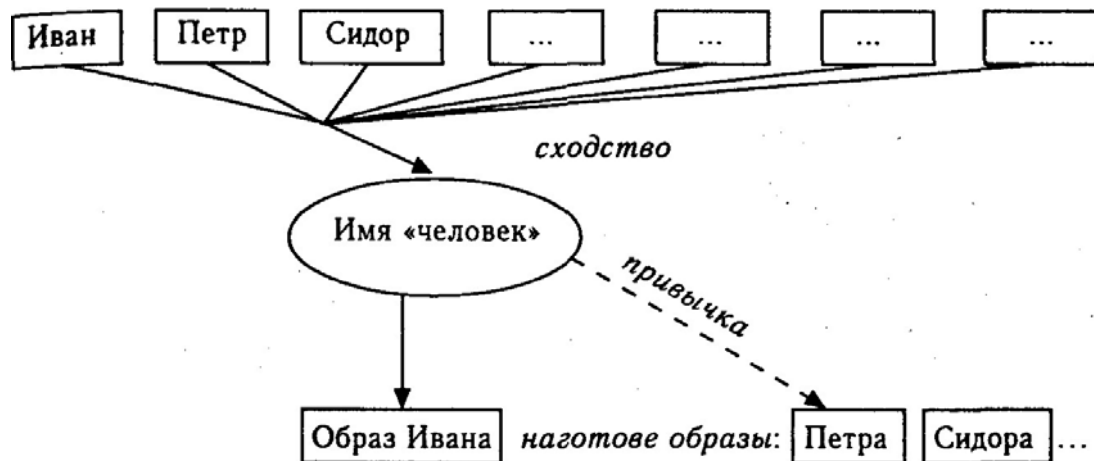 Иван Петр Сидор ... ... ... ...
сходство
Имя «человек»
привычка
Образ Ивана наготове образы: Петра Сидора ...